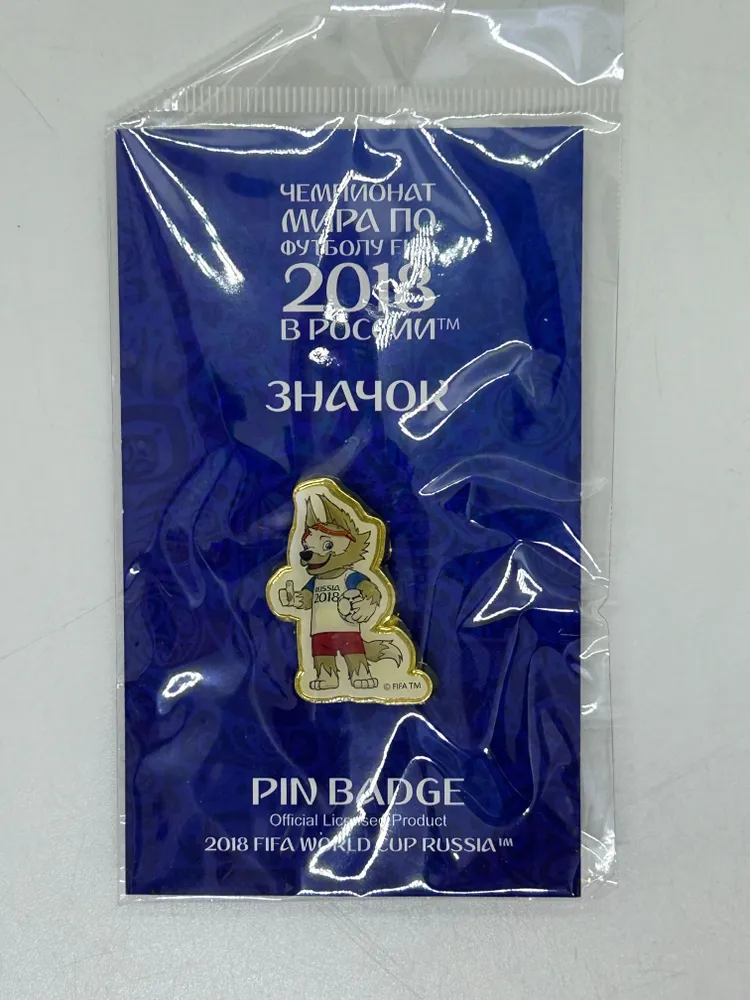 ЧЕМПИОНАТ
МИРА ПО
ФУТБОЛУ FIFA
2018
В РОССИИ™
ЗНАЧОК
RUSSIA
2018
© FIFA TM
PIN BADGE
Official Licensed Product
2018 FIFA WORLD CUP RUSSIA™